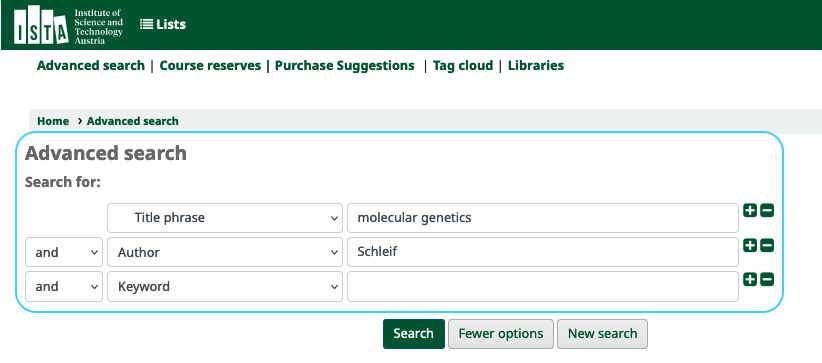 ISTA
Institute of
Science and
Technology
Austria
Lists
Advanced search | Course reserves | Purchase Suggestions | Tag cloud | Libraries
Home › Advanced search
Advanced search
Search for:
Title phrase molecular genetics
and Author Schleif
and Keyword
Search Fewer options New search